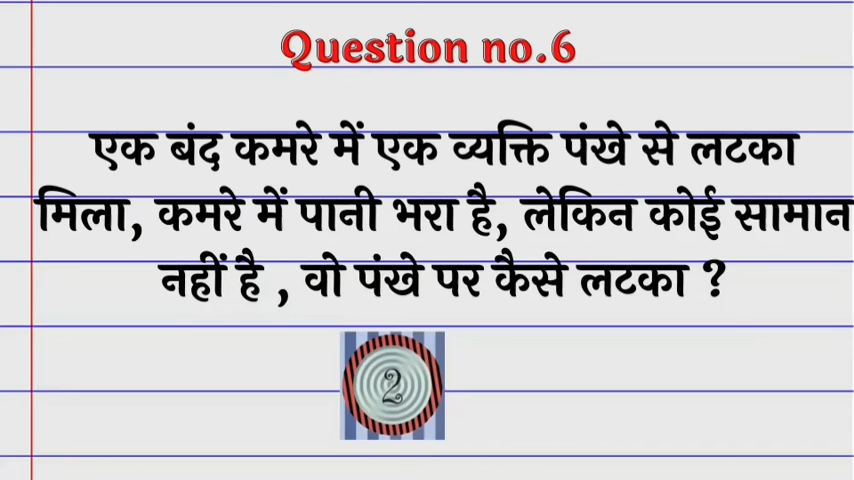 Question no.6
एक बंद कमरे में एक व्यक्ति पंखे से लटका
मिला, कमरे में पानी भरा है, लेकिन कोई सामान
नहीं है , वो पंखे पर कैसे लटका ?
2